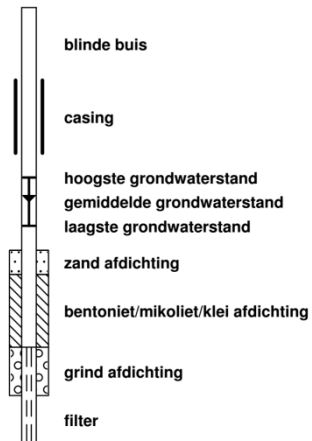 blinde buis
casing
hoogste grondwaterstand
gemiddelde grondwaterstand
laagste grondwaterstand
zand afdichting
bentoniet/mikoliet/klei afdichting
grind afdichting
filter